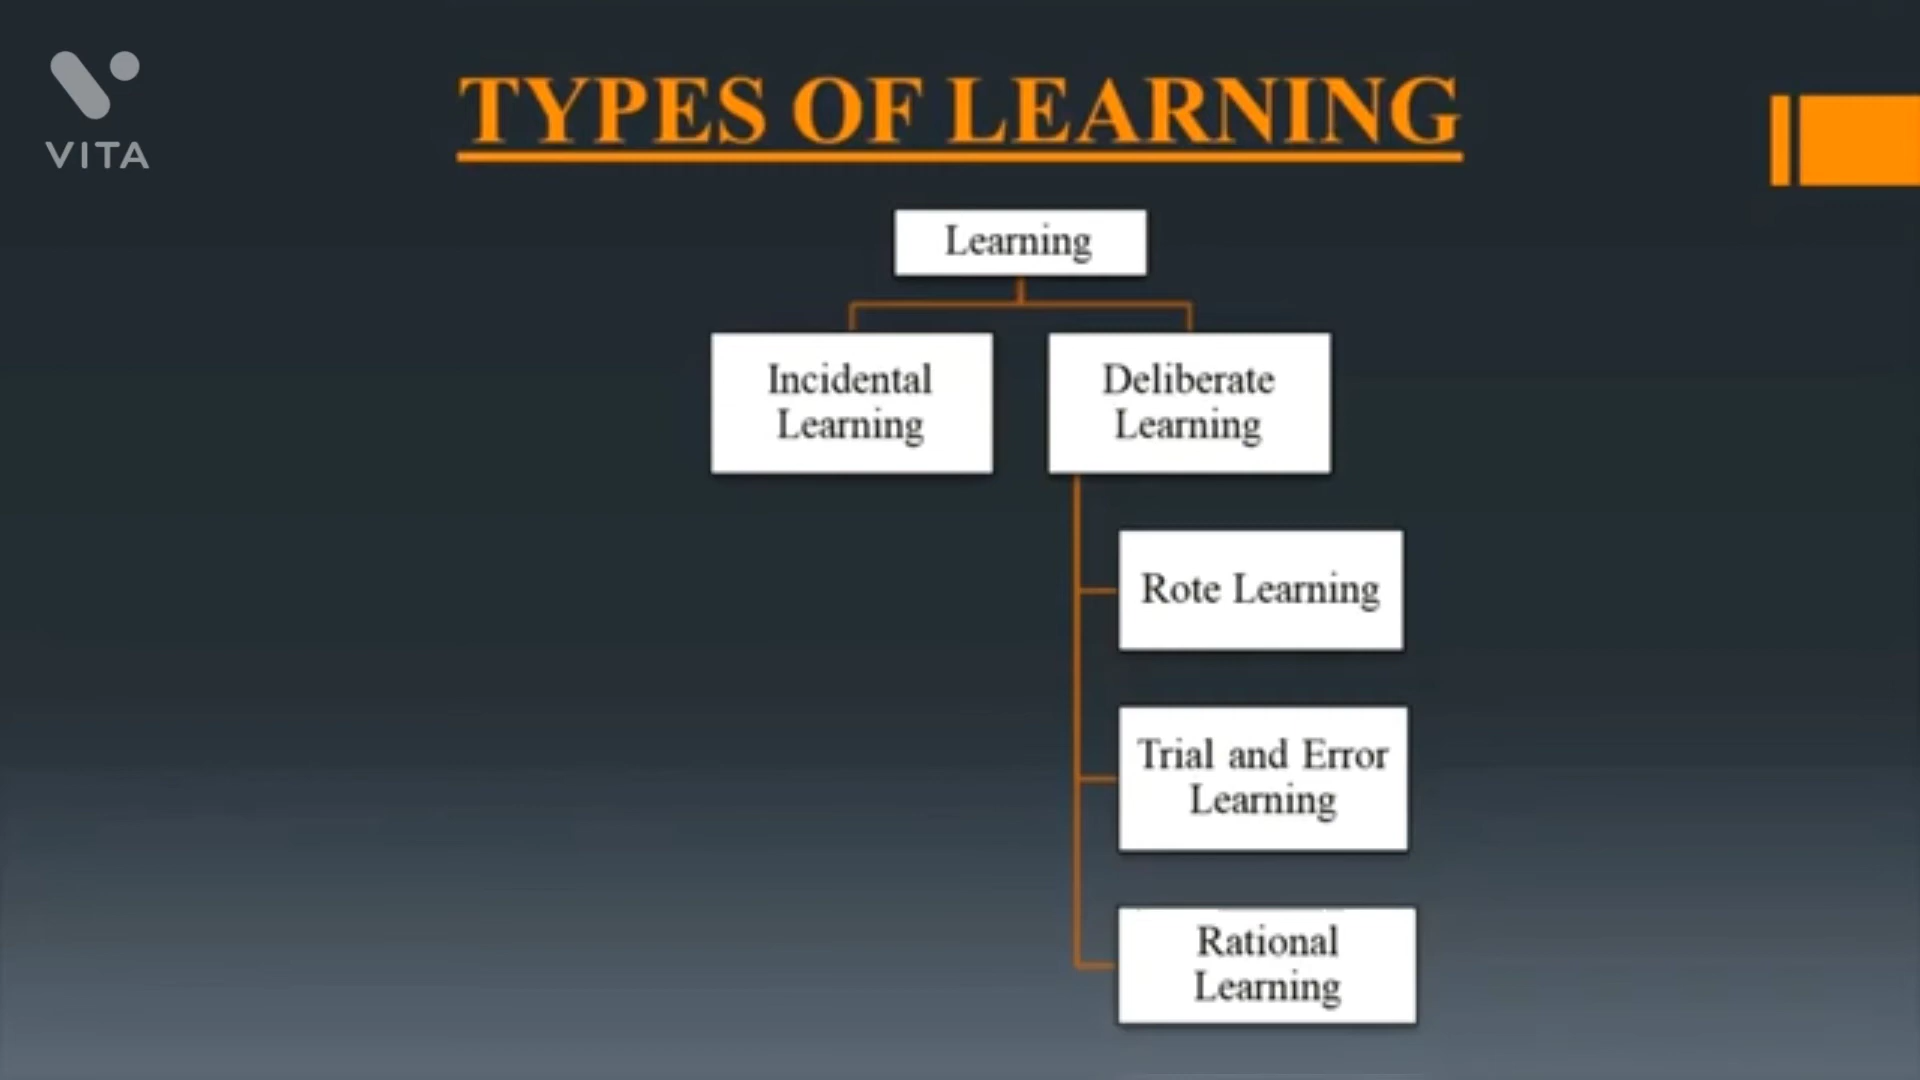 VITA
TYPES OF LEARNING
Learning
Incidental
Learning
Deliberate
Learning
Rote Learning
Trial and Error
Learning
Rational
Learning